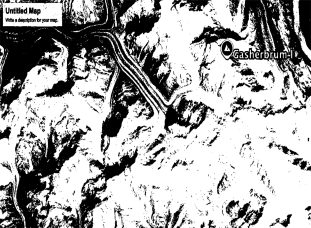 Untitled Map
Write a description for your map.
Gasherbrum-I